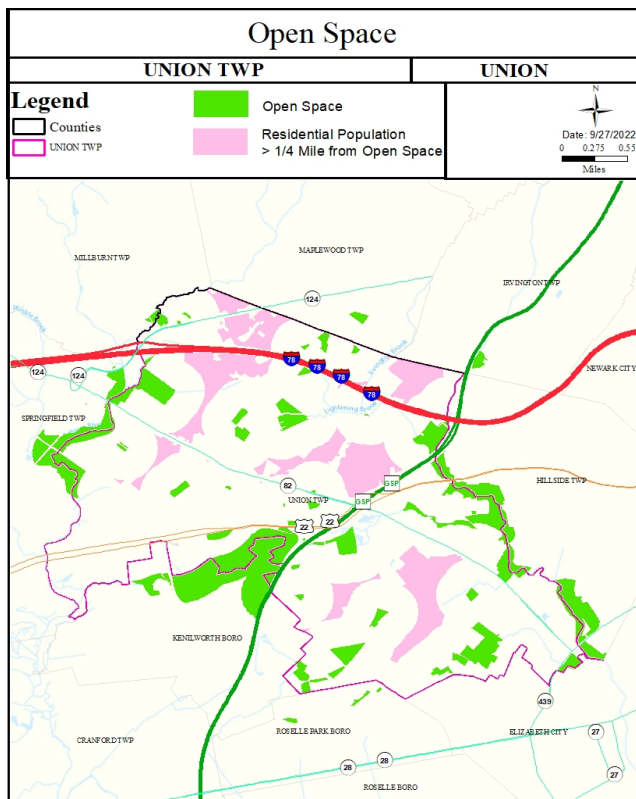 Open Space
UNION TWP
UNION
Legend
Counties
UNION TWP
Open Space
Residential Population
> 1/4 Mile from Open Space
N
Date: 9/27/2022
0 0.275 0.55
Miles
MILLBURN TWP
MAPLEWOOD TWP
IRVINGTON TWP
124
78
78
78
78
NEWARK CITY
124
124
Lightening Brook
SPRINGFIELD TWP
GSP
82
HILLSIDE TWP
UNION TWP
GSP
22
22
KENILWORTH BORO
439
CRANFORD TWP
ROSELLE PARK BORO
ELIZABETH CITY
27
28
28
27
ROSELLE BORO